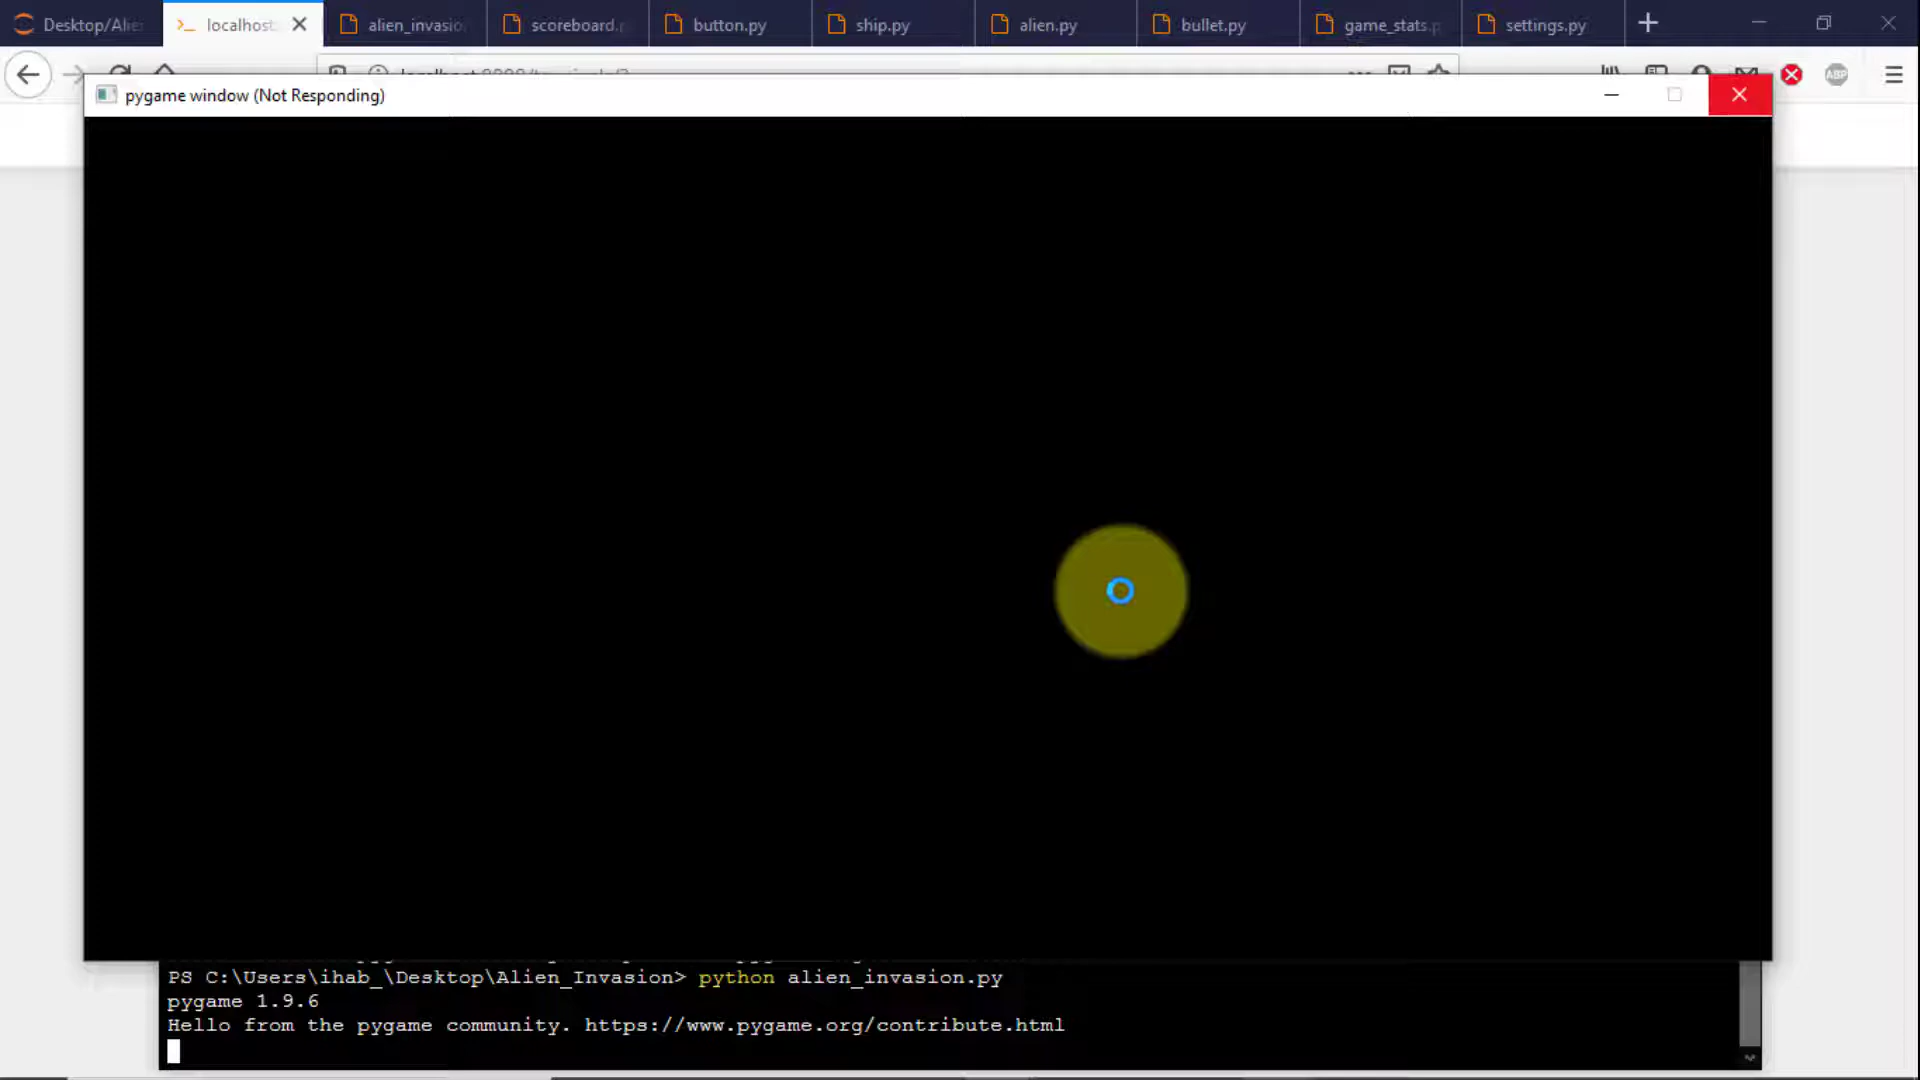 Desktop/Alie
localhost:
alien_invasio
scoreboard.p
button.py
ship.py
alien.py
bullet.py
game_stats.p
settings.py
ABP
pygame window (Not Responding)
PS C:\Users\ihab_\Desktop\Alien_Invasion> python alien_invasion.py
pygame 1.9.6
Hello from the pygame community. https://www.pygame.org/contribute.html